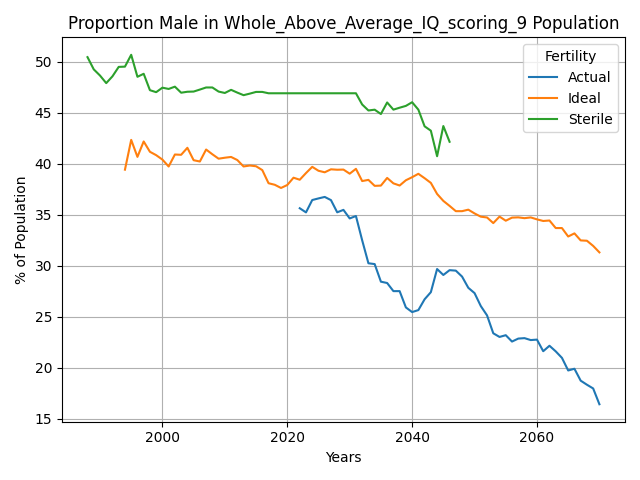 Proportion Male in Whole_Above_Average_IQ_scoring_9 Population
Fertility
Actual
Ideal
Sterile
% of Population
50
45
40
35
30
25
20
15
2000
2020
2040
2060
Years